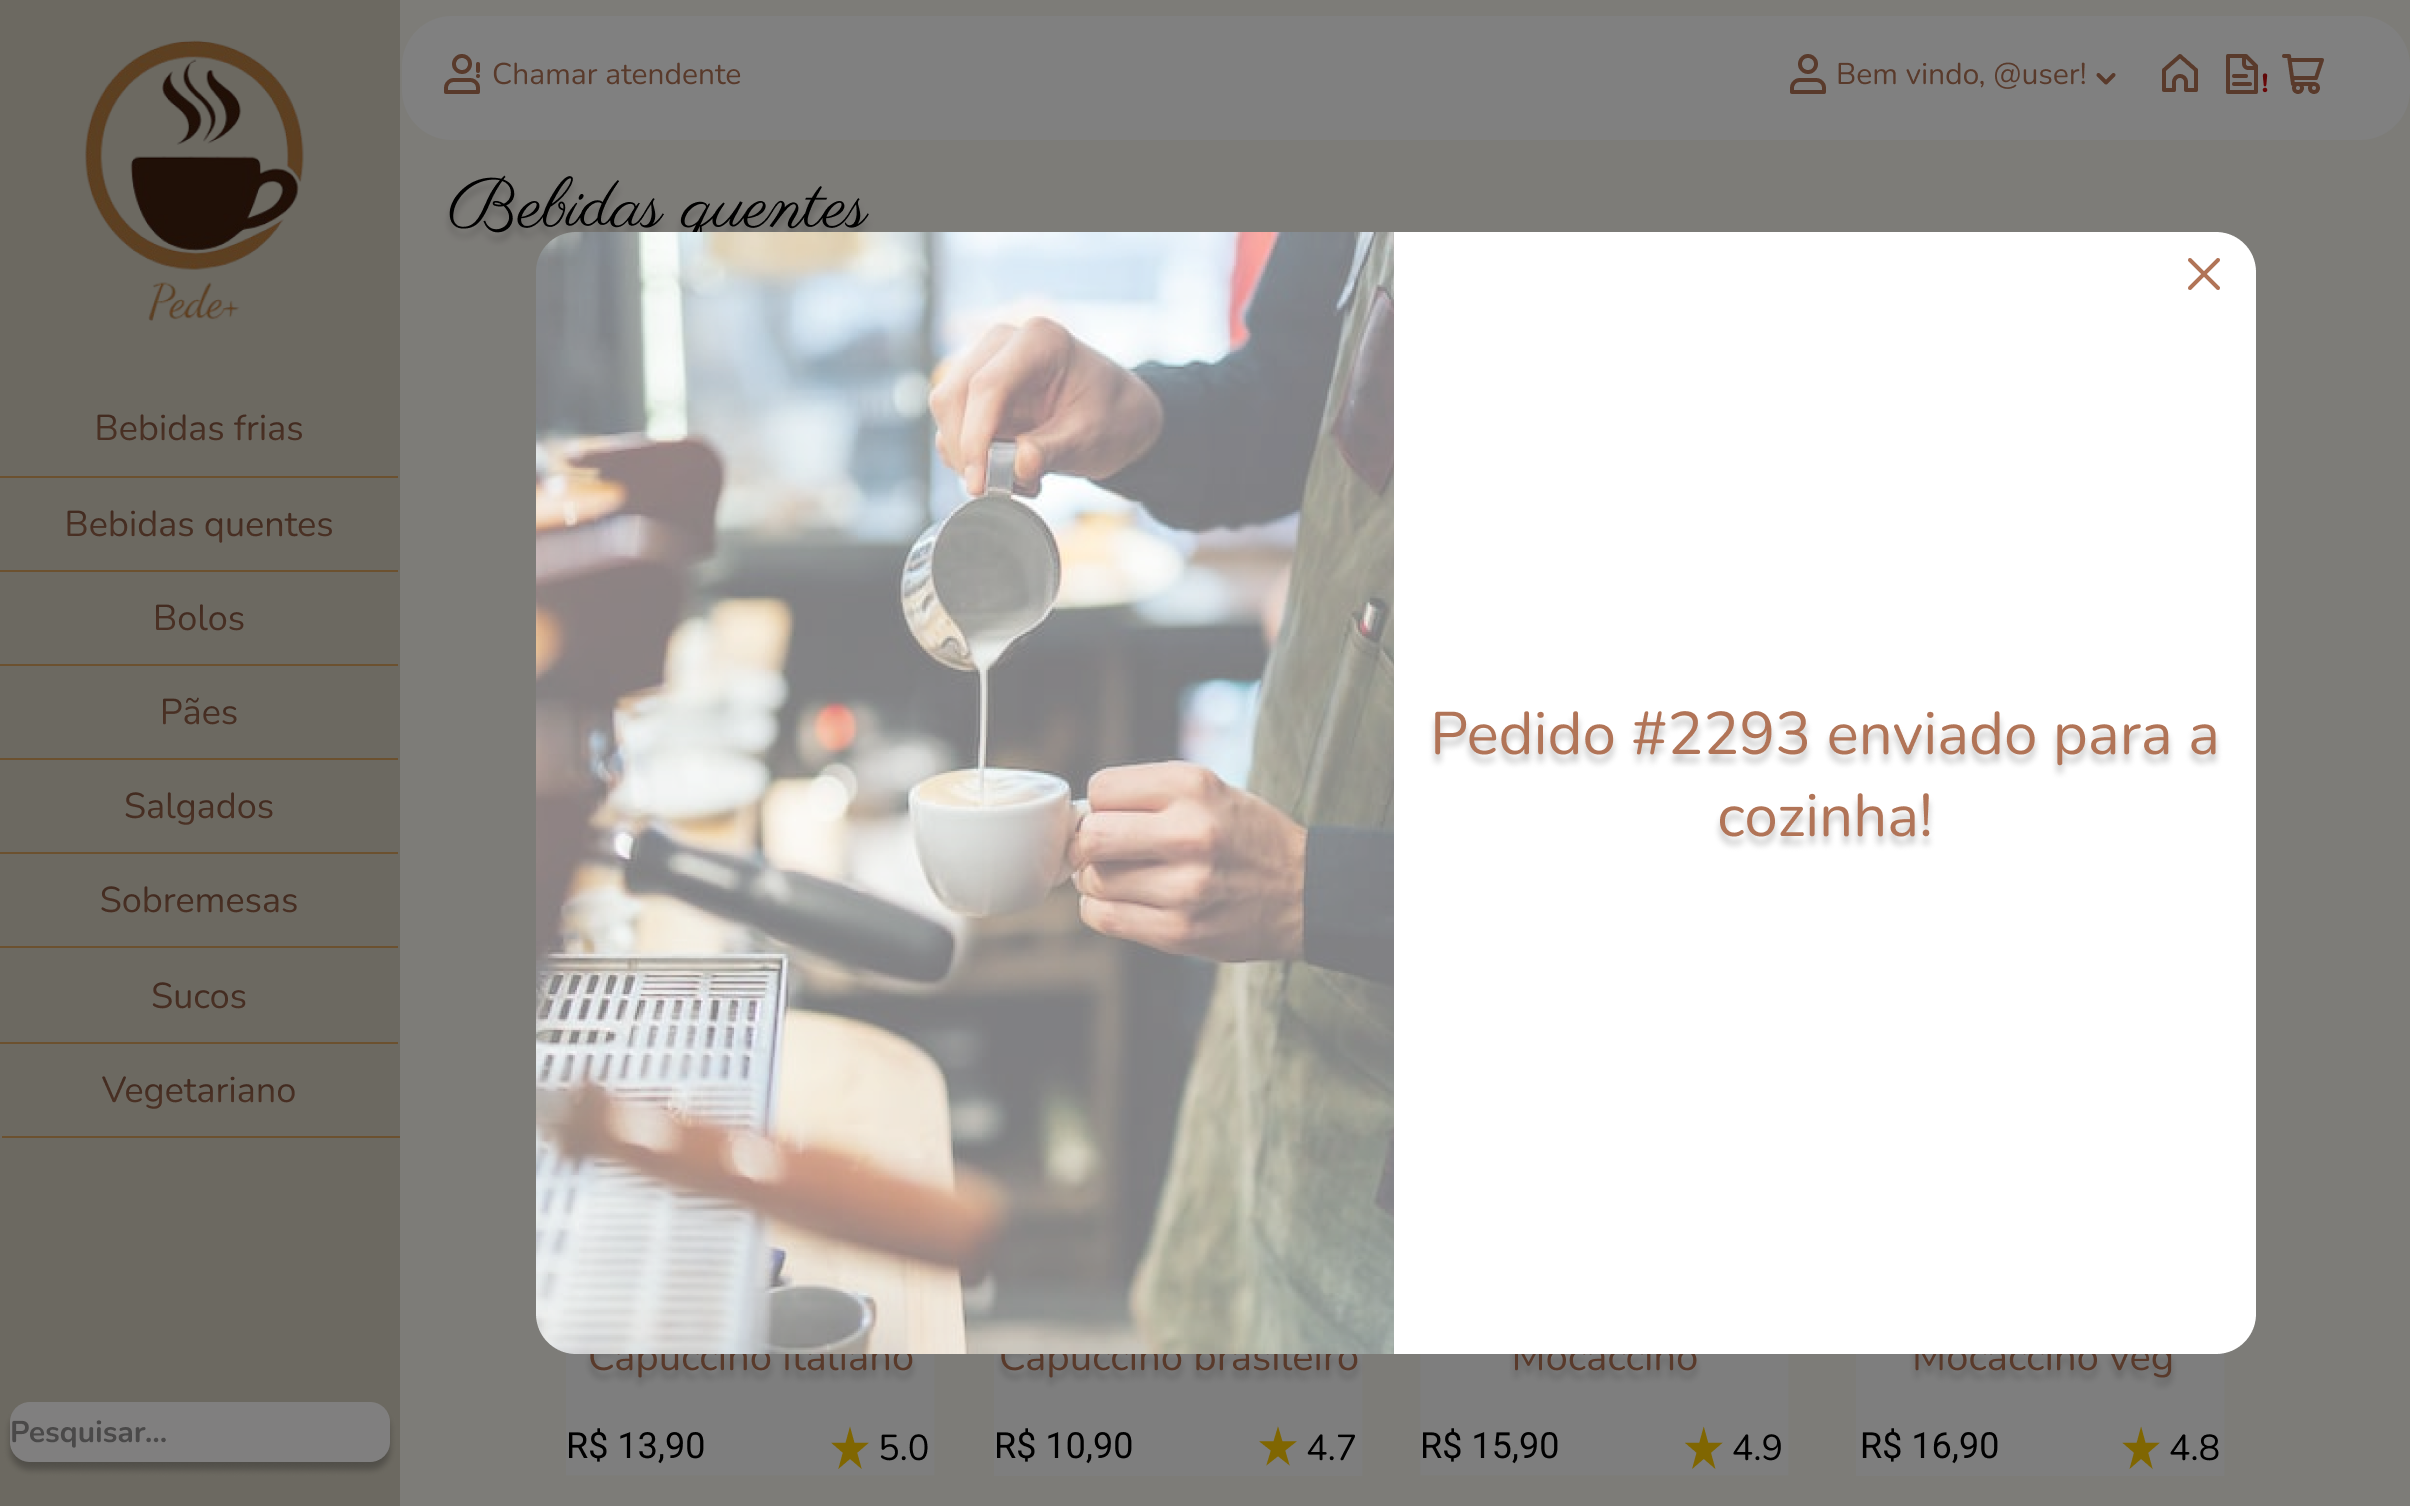 Pede+
Bebidas frias
Bebidas quentes
Bolos
Pães
Salgados
Sobremesas
Sucos
Vegetariano
Pesquisar...
Chamar atendente
Bem vindo, @user!
!
Bebidas quentes
Pedido #2293 enviado para a
cozinha!
Capuccino italiano
R$ 13,90
5.0
Capuccino brasileiro
R$ 10,90
4.7
Mocaccino
R$ 15,90
4.9
Mocaccino veg
R$ 16,90
4.8